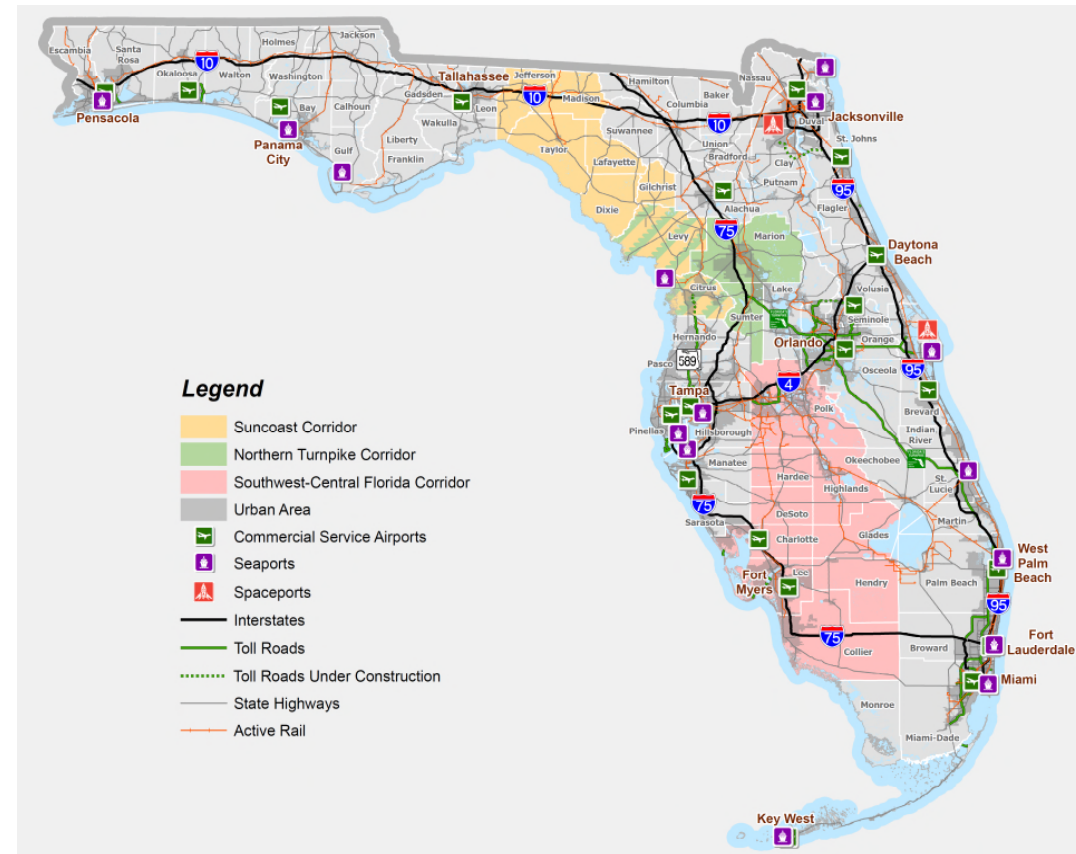 Escambia
Santa
Rosa
Okaloosa
Walton
Holmes
Washington
Jackson
Bay
Calhoun
Gulf
Liberty
Franklin
Gadsden
Wakulla
Leon
Jefferson
Madison
Taylor
Hamilton
Suwannee
Lafayette
Dixie
Columbia
Baker
Nassau
Duval
Union
Bradford
Clay
St. Johns
Gilchrist
Alachua
Putnam
Flagler
Levy
Marion
Citrus
Volusia
Lake
Sumter
Seminole
Hernando
Orange
Pasco
Osceola
Polk
Brevard
Pinellas
Hillsborough
Indian
River
Manatee
Hardee
Okeechobee
Highlands
St.
Lucie
Sarasota
DeSoto
Martin
Charlotte
Glades
Lee
Hendry
Palm Beach
Collier
Broward
Monroe
Miami-Dade
Pensacola
Panama
City
Tallahassee
Jacksonville
Daytona
Beach
Orlando
Tampa
Fort
Myers
West
Palm
Beach
Fort
Lauderdale
Miami
Key West
10
10
10
95
75
589
4
95
75
95
75
Legend
Suncoast Corridor
Northern Turnpike Corridor
Southwest-Central Florida Corridor
Urban Area
Commercial Service Airports
Seaports
Spaceports
Interstates
Toll Roads
Toll Roads Under Construction
State Highways
Active Rail